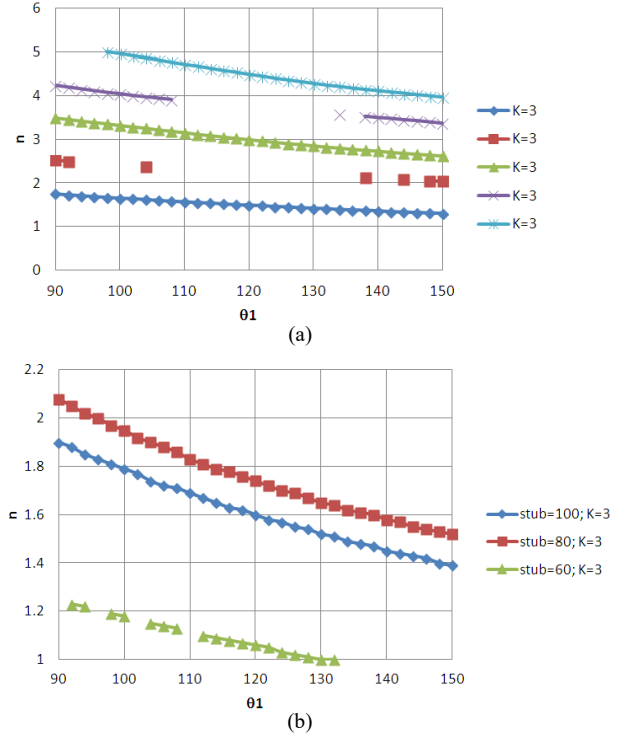 6
5
4
3
2
1
0
n
90 100 110 120 130 140 150
θ1
K=3
K=3
K=3
K=3
K=3
(a)
2.2
2
1.8
1.6
1.4
1.2
1
n
90 100 110 120 130 140 150
θ1
stub=100; K=3
stub=80; K=3
stub=60; K=3
(b)